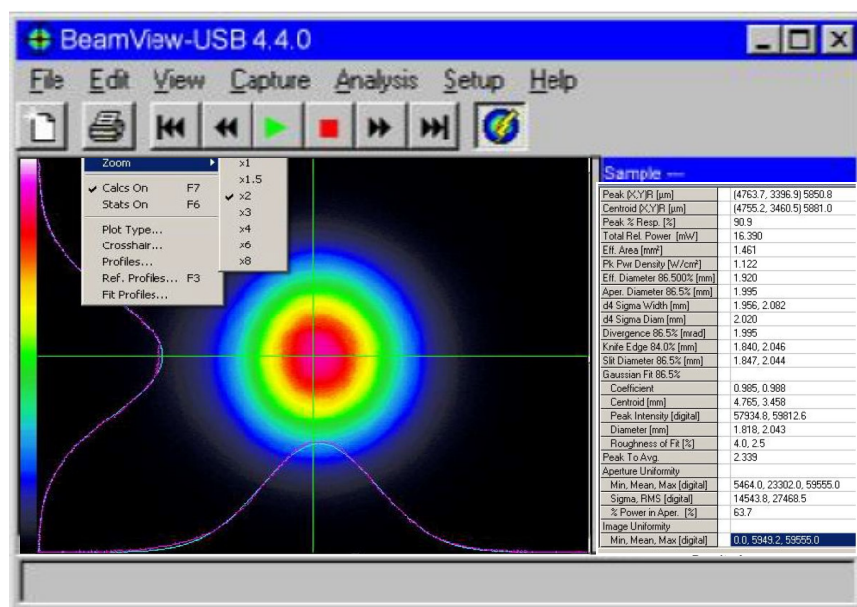 BeamView-USB 4.4.0
File Edit View Capture Analysis Setup Help
Zoom
x1
x1.5
✓ Calcs On F7
x2
Stats On F6
x3
Plot Type...
x4
Crosshair...
x6
Profiles...
x8
Ref. Profiles... F3
Fit Profiles...
Sample ---
Peak (X,Y)R [µm] (4763.7, 3396.9) 5850.8
Centroid (X,Y)R [µm] (4755.2, 3460.5) 5881.0
Peak % Resp. [%] 90.9
Total Rel. Power [mW] 16.390
Eff. Area [mm²] 1.461
Pk Pwr Density [W/cm²] 1.122
Eff. Diameter 86.500% [mm] 1.920
Aper. Diameter 86.5% [mm] 1.995
d4 Sigma Width [mm] 1.956, 2.082
d4 Sigma Diam [mm] 2.020
Divergence 86.5% [mrad] 1.995
Knife Edge 84.0% [mm] 1.840, 2.046
Slit Diameter 86.5% [mm] 1.847, 2.044
Gaussian Fit 86.5%
Coefficient 0.985, 0.988
Centroid [mm] 4.765, 3.458
Peak Intensity [digital] 57934.8, 59812.6
Diameter [mm] 1.818, 2.043
Roughness of Fit [%] 4.0, 2.5
Peak To Avg. 2.339
Aperture Uniformity
Min, Mean, Max [digital] 5464.0, 23302.0, 59555.0
Sigma, RMS [digital] 14543.8, 27468.5
% Power in Aper. [%] 63.7
Image Uniformity
Min, Mean, Max [digital] 0.0, 5949.2, 59555.0